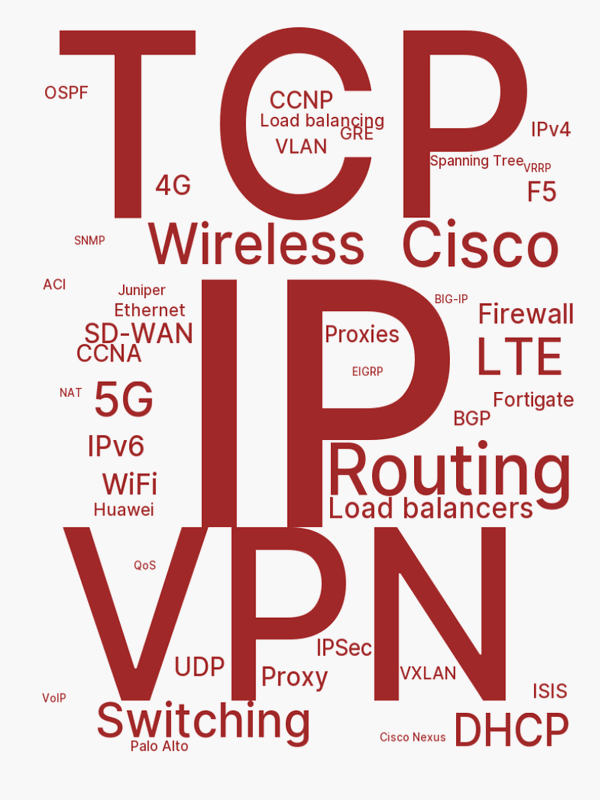 TCP
OSPF
CCNP
Load balancing
GRE
VLAN
IPv4
Spanning Tree
VRRP
4G
F5
SNMP
Wireless
Cisco
ACI
Juniper
Ethernet
SD-WAN
CCNA
IP
BIG-IP
Firewall
Proxies
LTE
EIGRP
NAT
5G
Fortigate
BGP
IPv6
Routing
WiFi
Huawei
Load balancers
VPN
QoS
IPSec
UDP
Proxy
VXLAN
ISIS
VoIP
Switching
Cisco Nexus
DHCP
Palo Alto